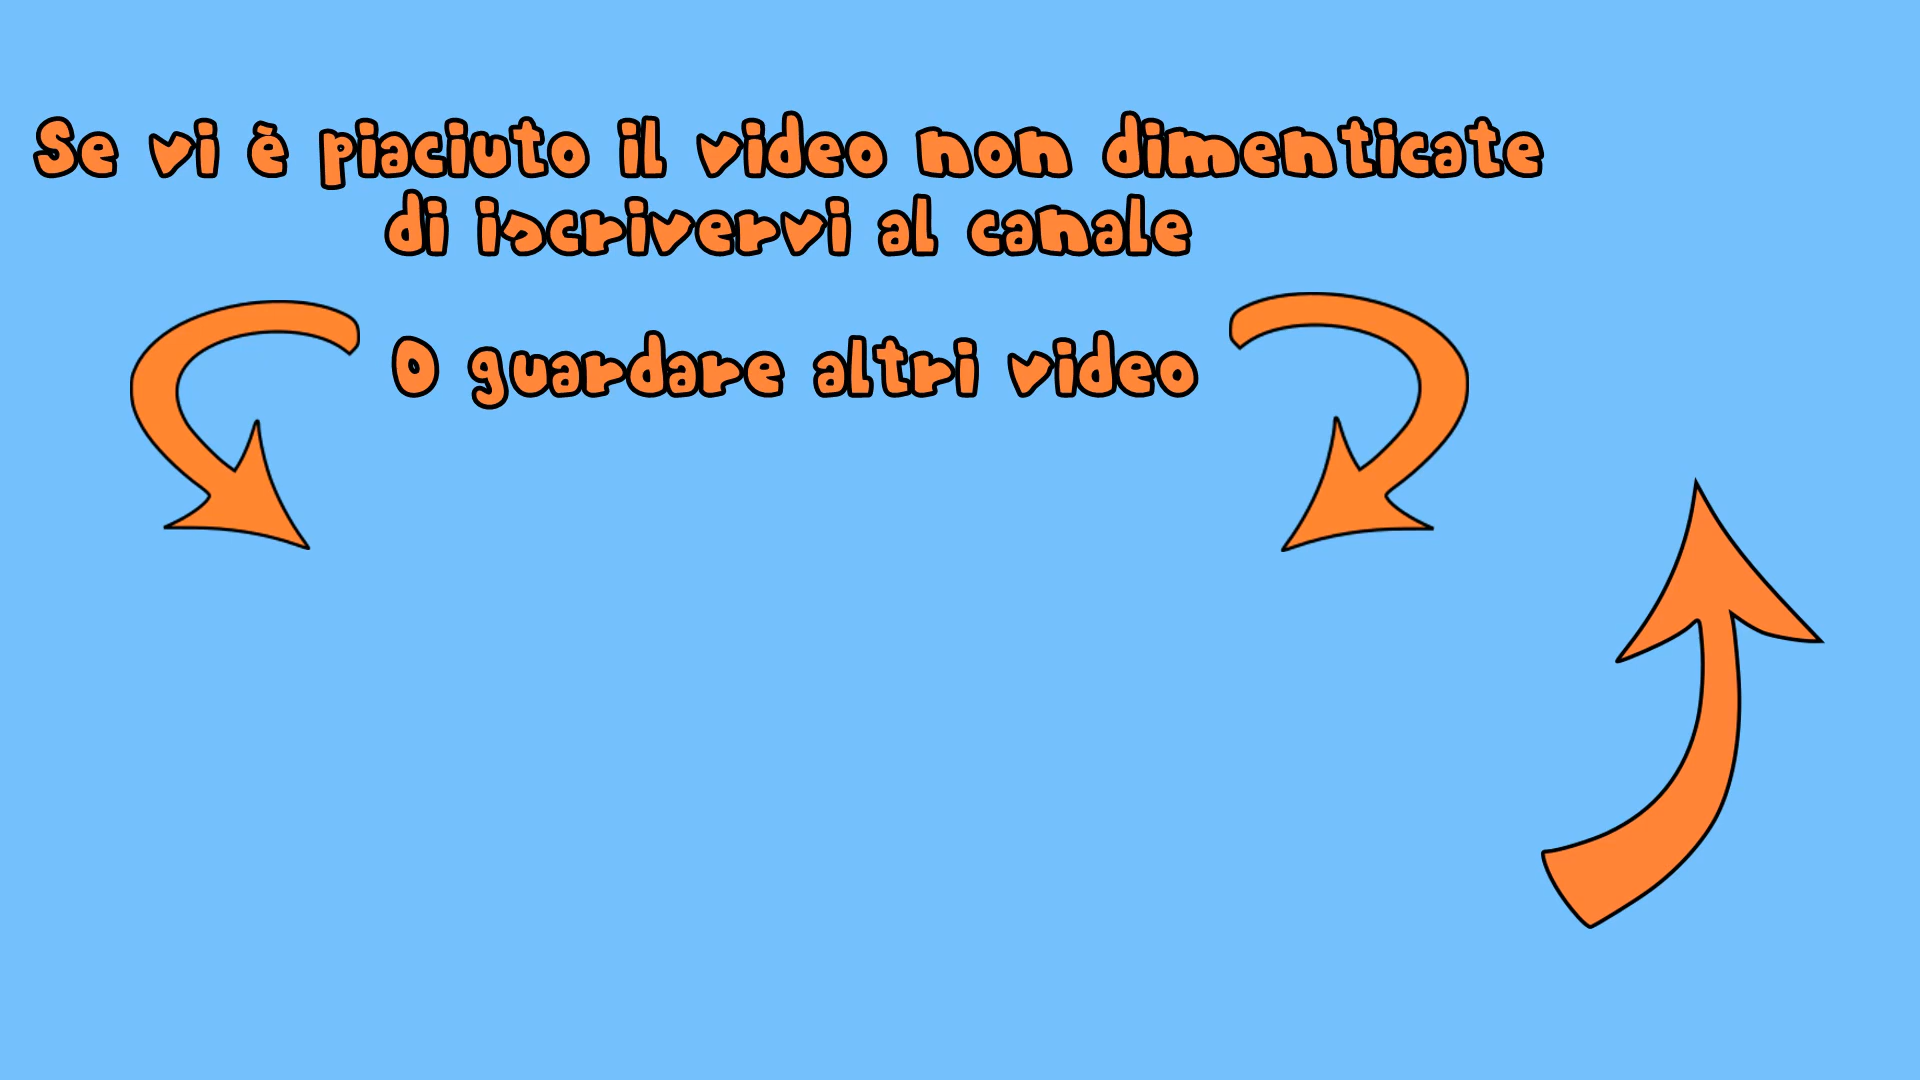 Se vi è piaciuto il video non dimenticate
di iscrivervi al canale
O guardare altri video